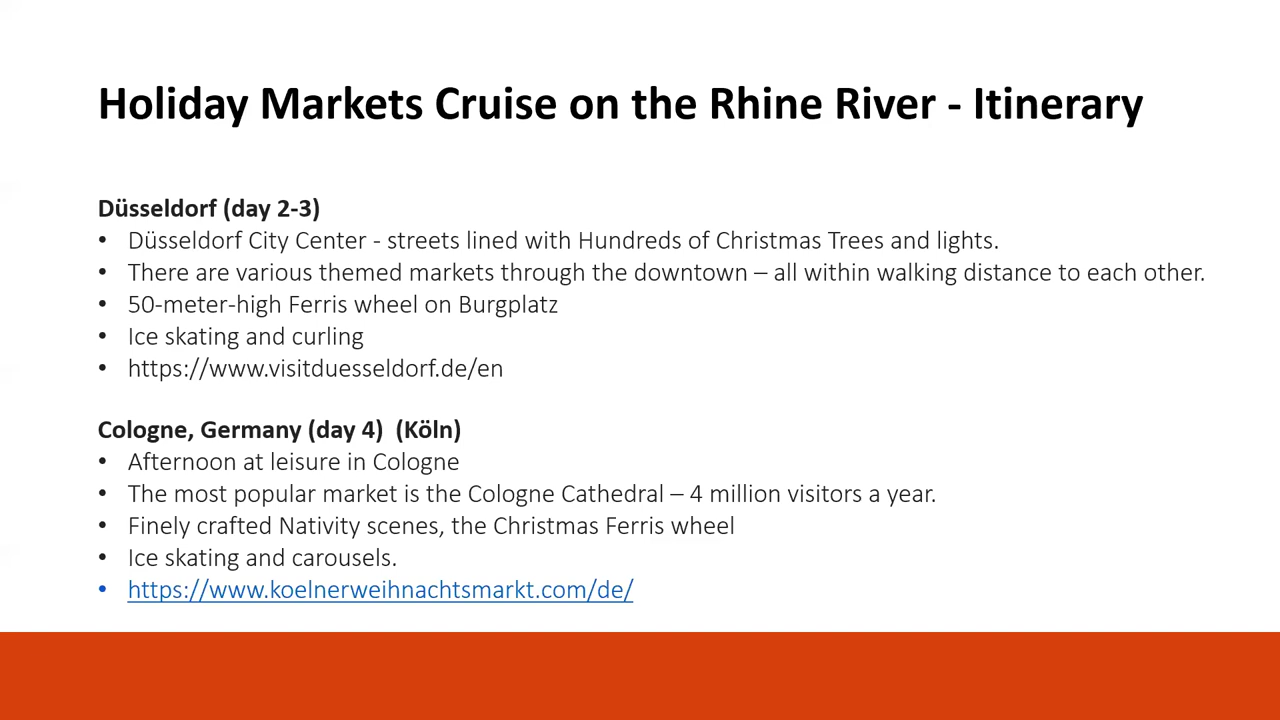 Holiday Markets Cruise on the Rhine River - Itinerary
Düsseldorf (day 2-3)
• Düsseldorf City Center - streets lined with Hundreds of Christmas Trees and lights.
• There are various themed markets through the downtown – all within walking distance to each other.
• 50-meter-high Ferris wheel on Burgplatz
• Ice skating and curling
• https://www.visitduesseldorf.de/en
Cologne, Germany (day 4)  (Köln)
• Afternoon at leisure in Cologne
• The most popular market is the Cologne Cathedral – 4 million visitors a year.
• Finely crafted Nativity scenes, the Christmas Ferris wheel
• Ice skating and carousels.
• https://www.koelnerweihnachtsmarkt.com/de/